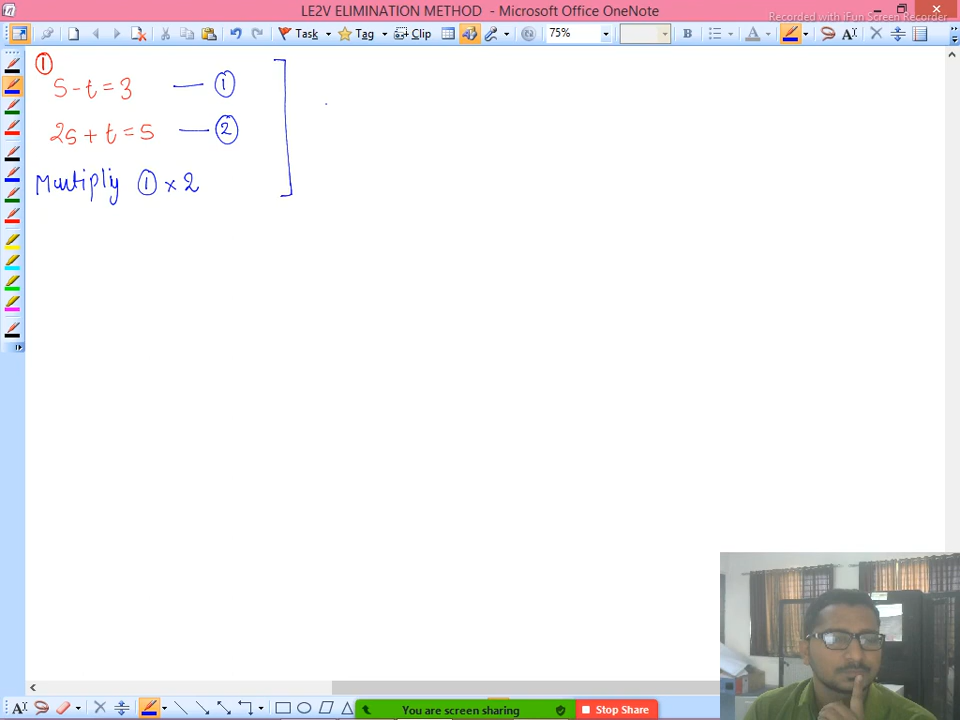 LE2V ELIMINATION METHOD - Microsoft Office OneNote
Recorded with iFun Screen Recorder
Task Tag Clip 75% B A
①
s-t=3 — ①
2s+t=5 — ②
Multiply ① x 2
You are screen sharing Stop Share